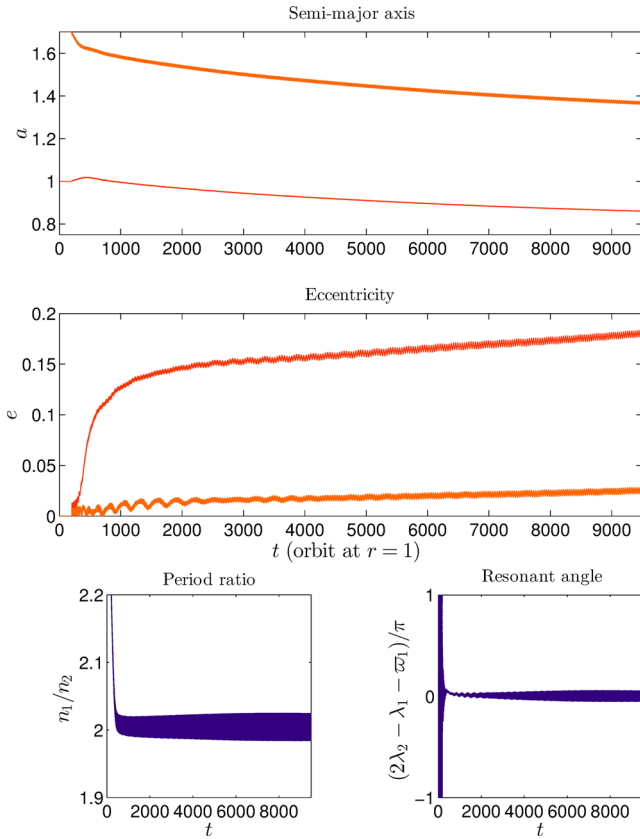 Semi-major axis
1.6
1.4
1.2
1
0.8
a
0 1000 2000 3000 4000 5000 6000 7000 8000 9000
Eccentricity
0.2
0.15
0.1
0.05
0
e
0 1000 2000 3000 4000 5000 6000 7000 8000 9000
t (orbit at r = 1)
Period ratio
2.2
2.1
2
1.9
n₁/n₂
0 2000 4000 6000 8000
t
Resonant angle
1
0
−1
(2λ₂ − λ₁ − ϖ₁)/π
0 2000 4000 6000 8000
t